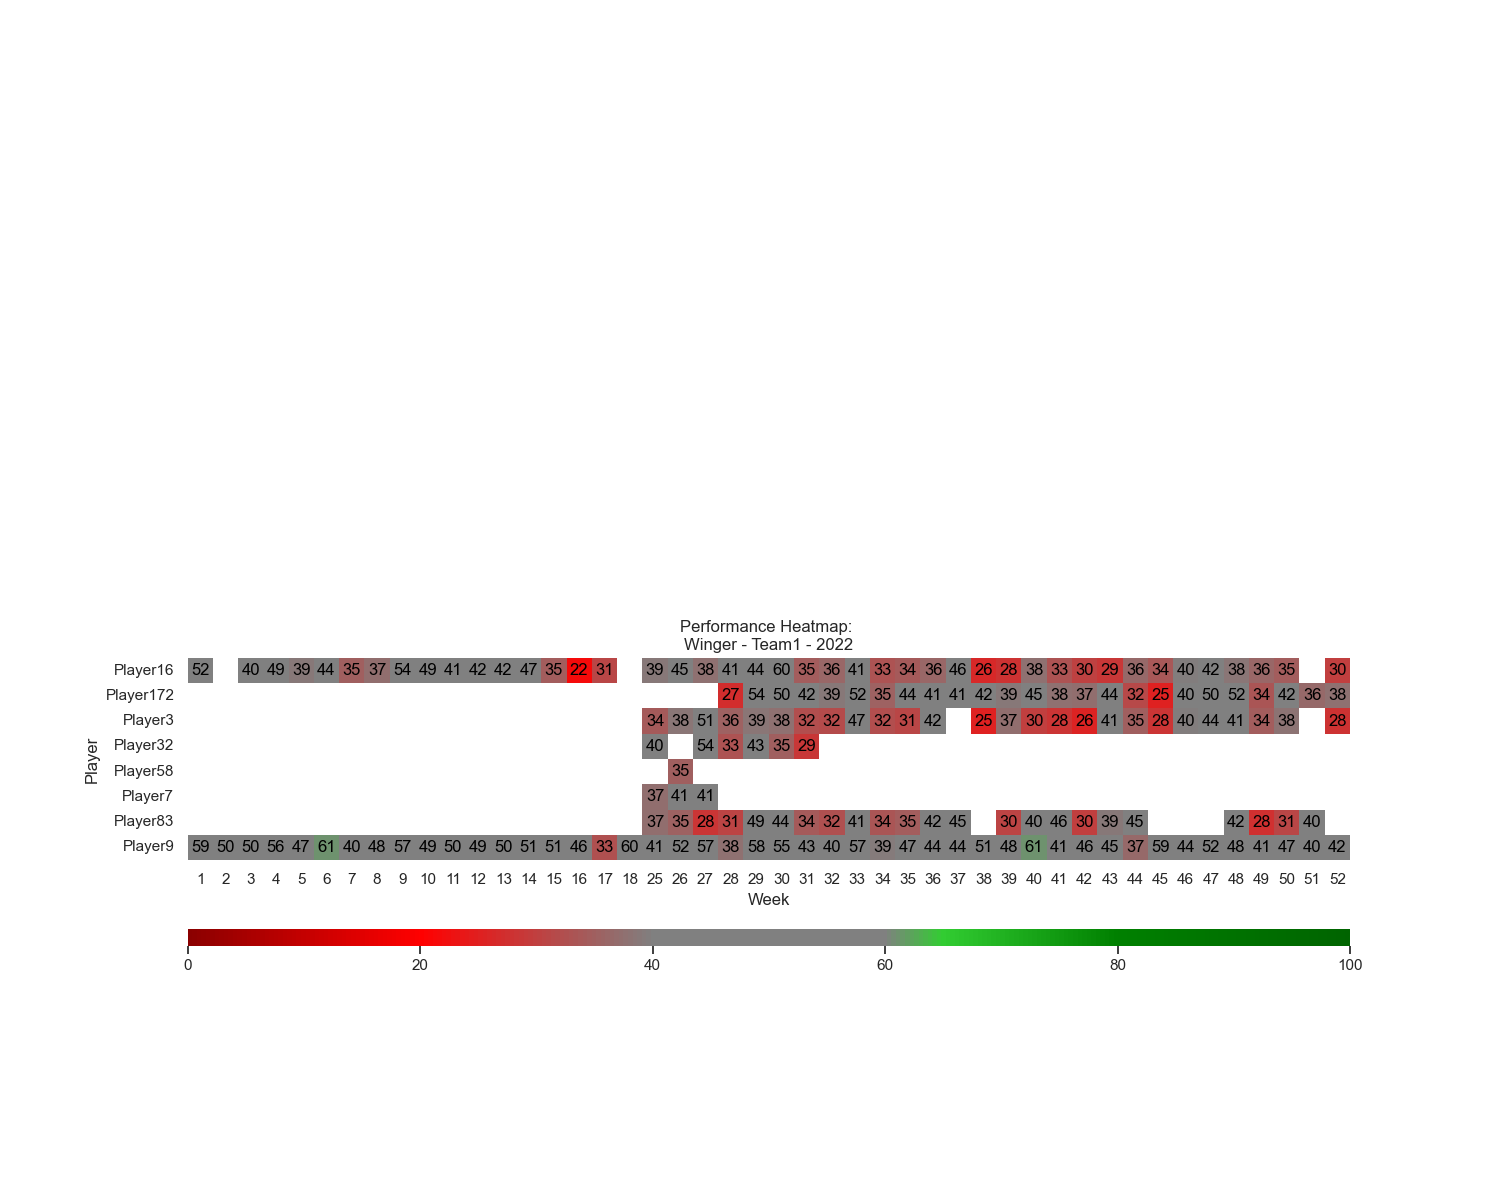 Performance Heatmap:
Winger - Team1 - 2022
Player
Player16 52 40 49 39 44 35 37 54 49 41 42 42 47 35 22 31 39 45 38 41 44 60 35 36 41 33 34 36 46 26 28 38 33 30 29 36 34 40 42 38 36 35 30
Player172 27 54 50 42 39 52 35 44 41 41 42 39 45 38 37 44 32 25 40 50 52 34 42 36 38
Player3 34 38 51 36 39 38 32 32 47 32 31 42 25 37 30 28 26 41 35 28 40 44 41 34 38 28
Player32 40 54 33 43 35 29
Player58 35
Player7 37 41 41
Player83 37 35 28 31 49 44 34 32 41 34 35 42 45 30 40 46 30 39 45 42 28 31 40
Player9 59 50 50 56 47 61 40 48 57 49 50 49 50 51 51 46 33 60 41 52 57 38 58 55 43 40 57 39 47 44 44 51 48 61 41 46 45 37 59 44 52 48 41 47 40 42
1 2 3 4 5 6 7 8 9 10 11 12 13 14 15 16 17 18 25 26 27 28 29 30 31 32 33 34 35 36 37 38 39 40 41 42 43 44 45 46 47 48 49 50 51 52
Week
0 20 40 60 80 100